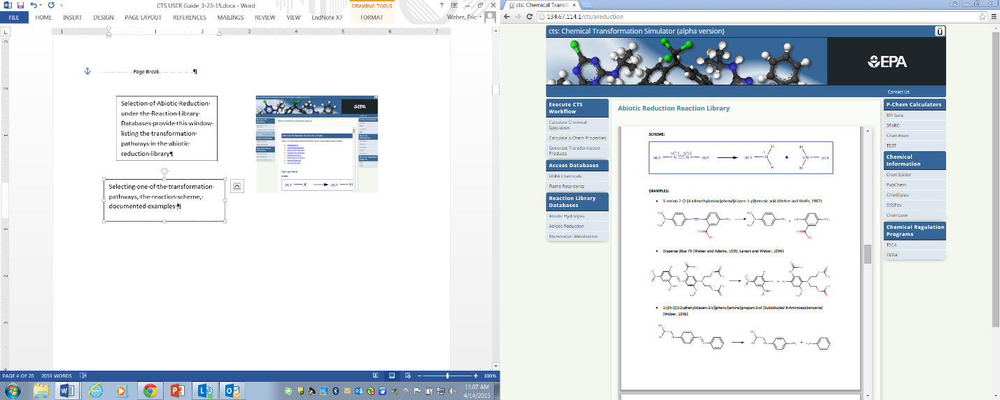 CTS USER Guide_3-23-15.docx - Word
DRAWING TOOLS
FILE HOME INSERT DESIGN PAGE LAYOUT REFERENCES MAILINGS REVIEW VIEW EndNote X7 FORMAT
Weber, Eric
Page Break ¶
Selection·of·Abiotic·Reduction·
under·the·Reaction·Library·
Databases·provide·this·window·
listing·the·transformation·
pathways·in·the·abiotic·
reduction·library¶
Abiotic Reduction Reaction Library
Selecting·one·of·the·transformation·
pathways,·the·reaction·scheme,·
documented·examples·¶
PAGE 4 OF 20 2053 WORDS
100%
11:07 AM
4/14/2015
cts: Chemical Transfo
134.67.114.1/cts/areduction
cts: Chemical Transformation Simulator (alpha version)
ü
EPA
Contact Us
Execute CTS
Workflow
Calculate Chemical
Speciation
Calculate p-Chem Properties
Generate Transformation
Products
Access Databases
FIFRA Chemicals
Flame Retardants
Reaction Library
Databases
Abiotic Hydrolysis
Abiotic Reduction
Mammalian Metabolism
Abiotic Reduction Reaction Library
SCHEME:
EXAMPLES:
• 5-amino-2-{2-[4-(dimethylamino)phenyl]diazen-1-yl}benzoic acid (Weber and Wolfe, 1987)
• Disperse Blue 79 (Weber and Adams, 1995; Larson and Weber, 1994)
• 1-({4-[(E)-2-phenyldiazen-1-yl]phenyl}amino)propan-2-ol (Substituted 4-Aminoazobenzene)
(Weber, 1996)
P-Chem Calculators
EPI Suite
SPARC
ChemAxon
TEST
Chemical
Information
ChemSpider
PubChem
ChmIDplus
DSSTox
ChemLook
Chemical Regulation
Programs
TSCA
FIFRA